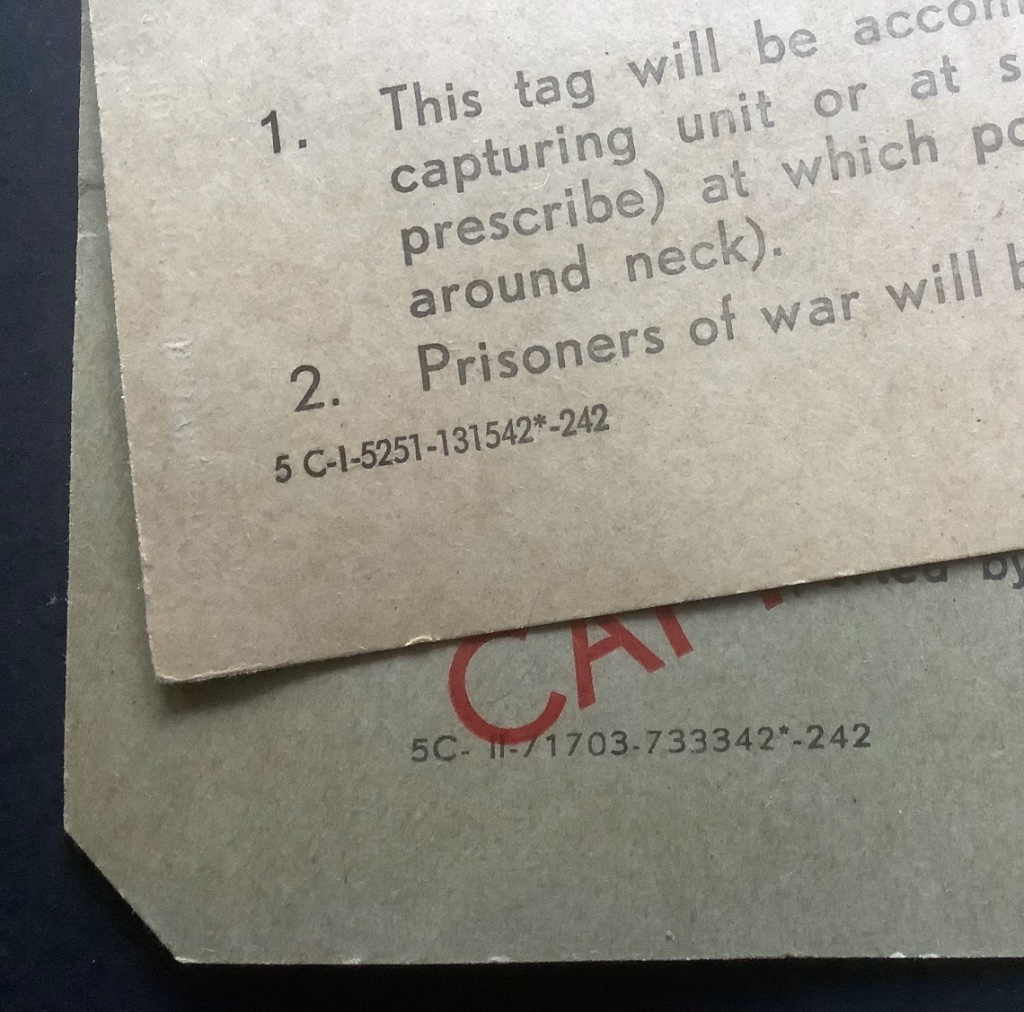 1. This tag will be
capturing unit or at
prescribe) at which
around neck).
2. Prisoners of war will
5 C-I-5251-131542*-242
by
5C- II-71703-733342*-242